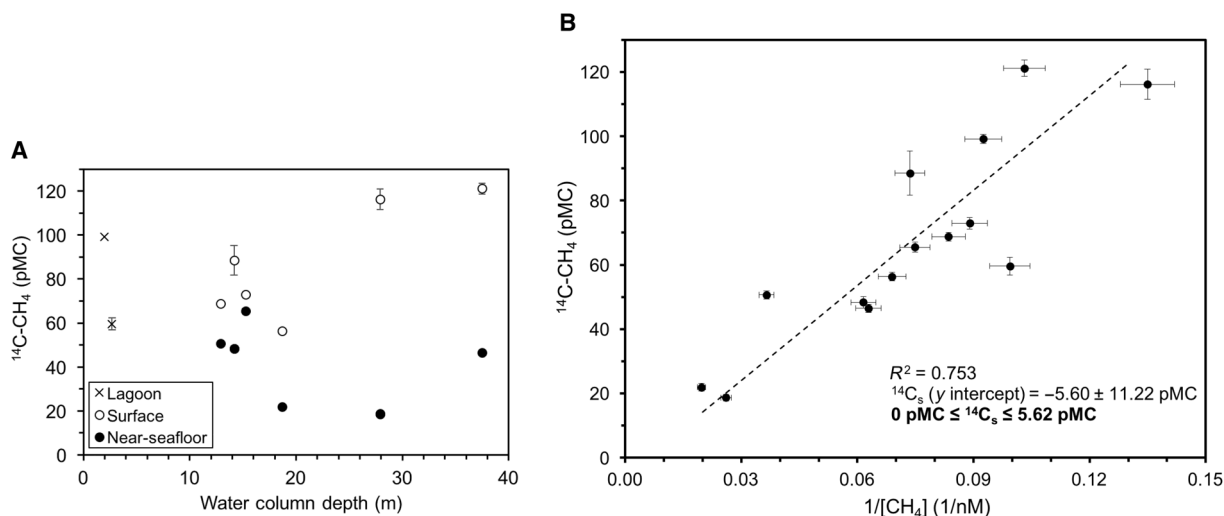 A
¹⁴C-CH₄ (pMC)
120
100
80
60
40
20
0
× Lagoon
○ Surface
● Near-seafloor
0 10 20 30 40
Water column depth (m)
B
¹⁴C-CH₄ (pMC)
120
100
80
60
40
20
0
R² = 0.753
¹⁴Cₛ (y intercept) = −5.60 ± 11.22 pMC
0 pMC ≤ ¹⁴Cₛ ≤ 5.62 pMC
0.00 0.03 0.06 0.09 0.12 0.15
1/[CH₄] (1/nM)